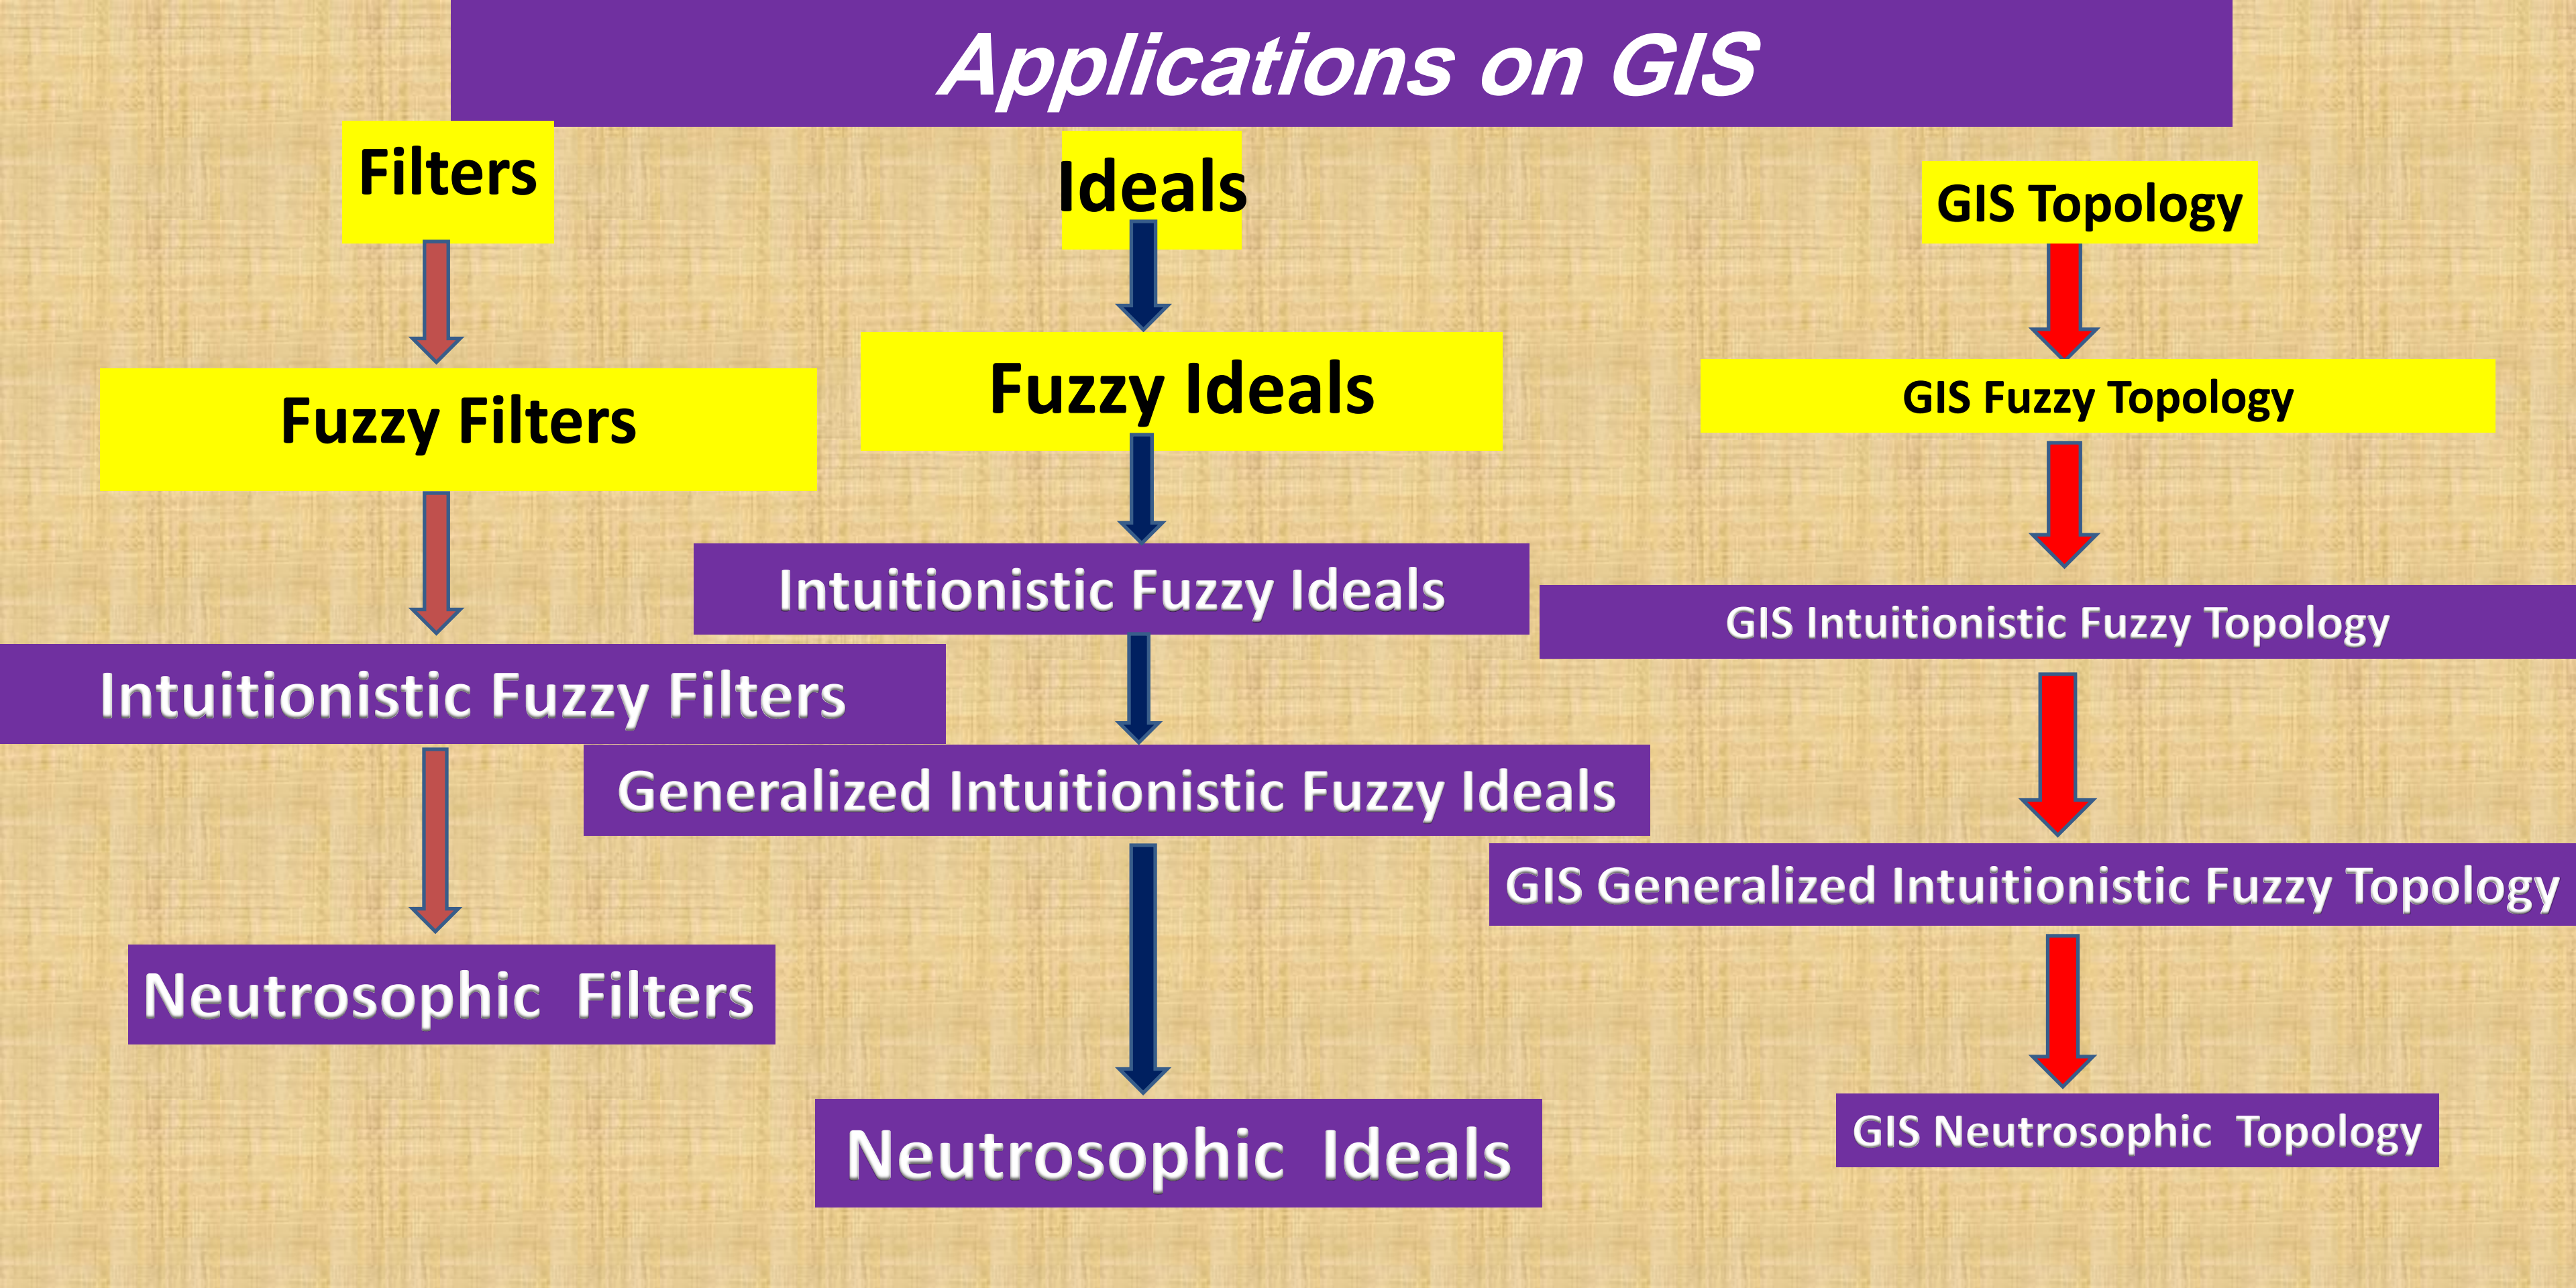 Applications on GIS
Filters
Fuzzy Filters
Intuitionistic Fuzzy Filters
Neutrosophic  Filters
Ideals
Fuzzy Ideals
Intuitionistic Fuzzy Ideals
Generalized Intuitionistic Fuzzy Ideals
Neutrosophic  Ideals
GIS Topology
GIS Fuzzy Topology
GIS Intuitionistic Fuzzy Topology
GIS Generalized Intuitionistic Fuzzy Topology
GIS Neutrosophic  Topology